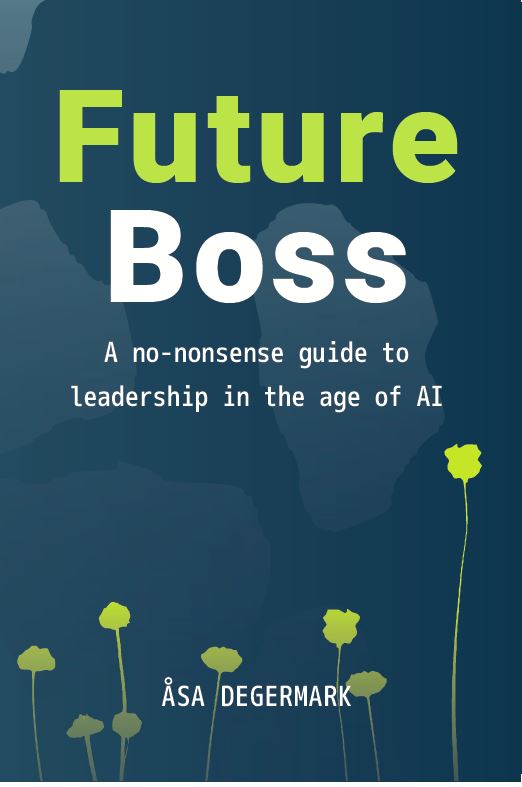 Future
Boss
A no-nonsense guide to
leadership in the age of AI
ÅSA DEGERMARK